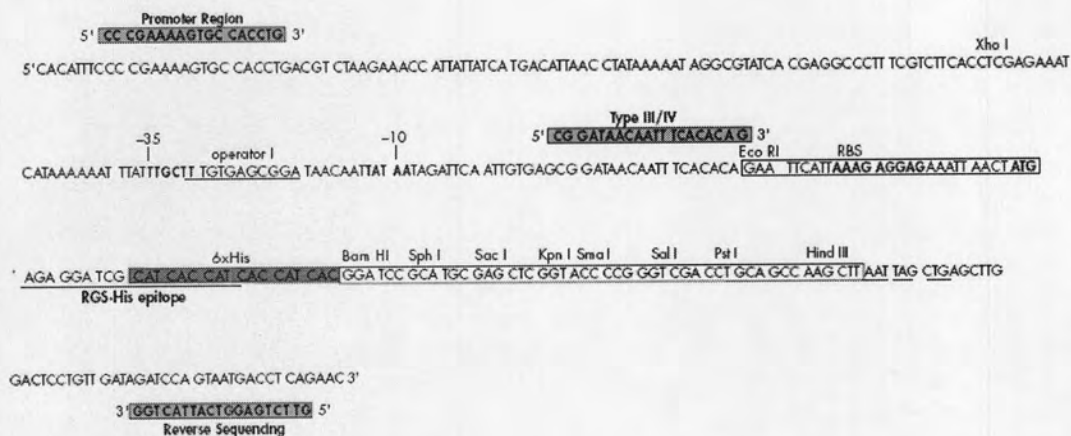 Promoter Region
5' CC CGAAAAGTGC CACCTG 3'
Xho I
5'CACATTTCCC CGAAAAGTGC CACCTGACGT CTAAGAAACC ATTATTATCA TGACATTAAC CTATAAAAAT AGGCGTATCA CGAGGCCCTT TCGTCTTCACCTCGAGAAAT
Type III/IV
–35 operator I –10 5' CG GATAACAATT TCACACAG 3'
Eco RI RBS
CATAAAAAAT TTATTTGCTT TGTGAGCGGA TAACAATTAT AATAGATTCA ATTGTGAGCG GATAACAATT TCACACA GAA TTCATTAAAG AGGAGAAATT AACTATG
6xHis Bam HI Sph I Sac I Kpn I Sma I Sal I Pst I Hind III
' AGA GGA TCG CAT CAC CAT CAC CAT CAC GGA TCC GCA TGC GAG CTC GGT ACC CCG GGT CGA CCT GCA GCC AAG CTT AAT TAG CTGAGCTTG
RGS-His epitope
GACTCCTGTT GATAGATCCA GTAATGACCT CAGAAC 3'
3' GGTCATTACTGGAGTCTTG 5'
Reverse Sequencing